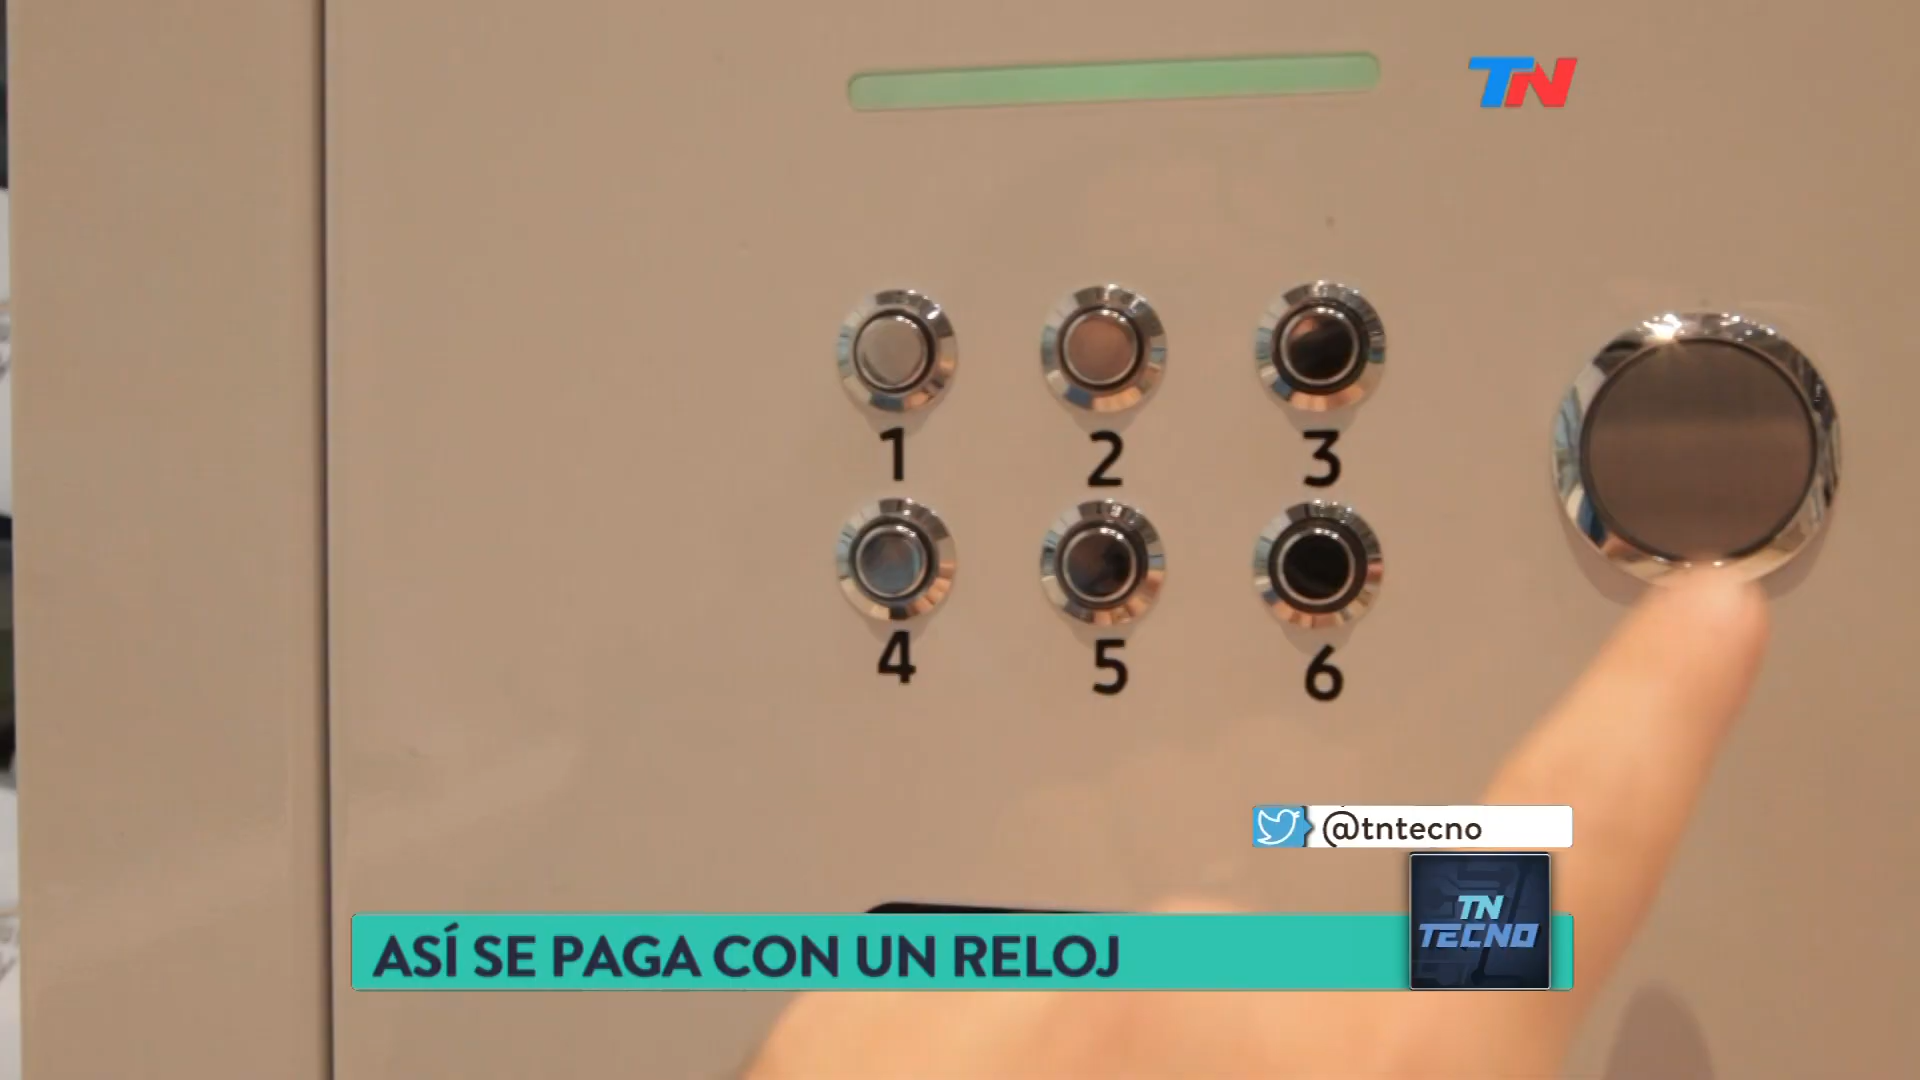 TN
1 2 3
4 5 6
@tntecno
ASÍ SE PAGA CON UN RELOJ
TN
TECNO